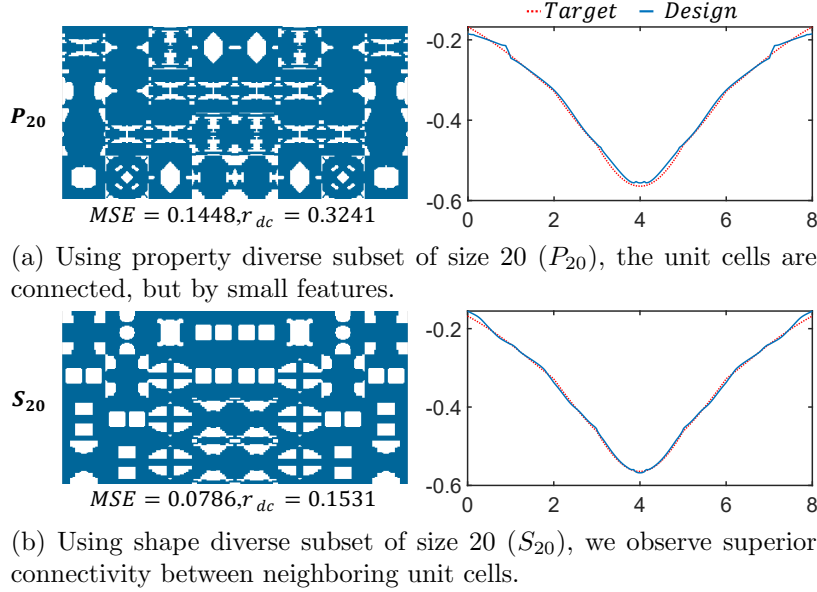 Target Design
P₂₀
-0.2
-0.4
-0.6
0 2 4 6 8
MSE = 0.1448,r dc = 0.3241
(a) Using property diverse subset of size 20 (P₂₀), the unit cells are
connected, but by small features.
S₂₀
-0.2
-0.4
-0.6
0 2 4 6 8
MSE = 0.0786,r dc = 0.1531
(b) Using shape diverse subset of size 20 (S₂₀), we observe superior
connectivity between neighboring unit cells.